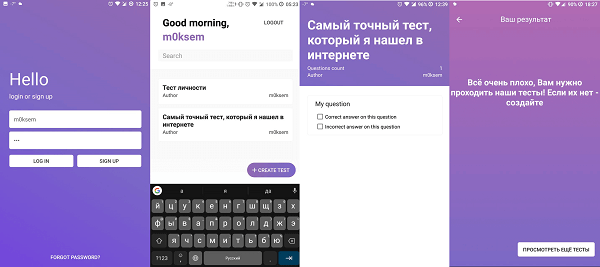 12:25
Hello
login or sign up
m0ksem
LOG IN
SIGN UP
FORGOT PASSWORD?
100% 05:23
Good morning,
m0ksem
LOGOUT
Search
Тест личности
Author m0ksem
Самый точный тест, который я нашел в
интернете
Author m0ksem
+ CREATE TEST
а я да
й ц у к е н г ш щ з х
ф ы в а п р о л д ж э
я ч с м и т ь б ю
?123 Русский
96% 12:39
Самый точный тест,
который я нашел в
интернете
Questions count 1
Author m0ksem
My question
Correct answer on this question
Incorrect answer on this question
91% 18:27
Ваш результат
Всё очень плохо, Вам нужно
проходить наши тесты! Если их нет -
создайте
ПРОСМОТРЕТЬ ЕЩЁ ТЕСТЫ